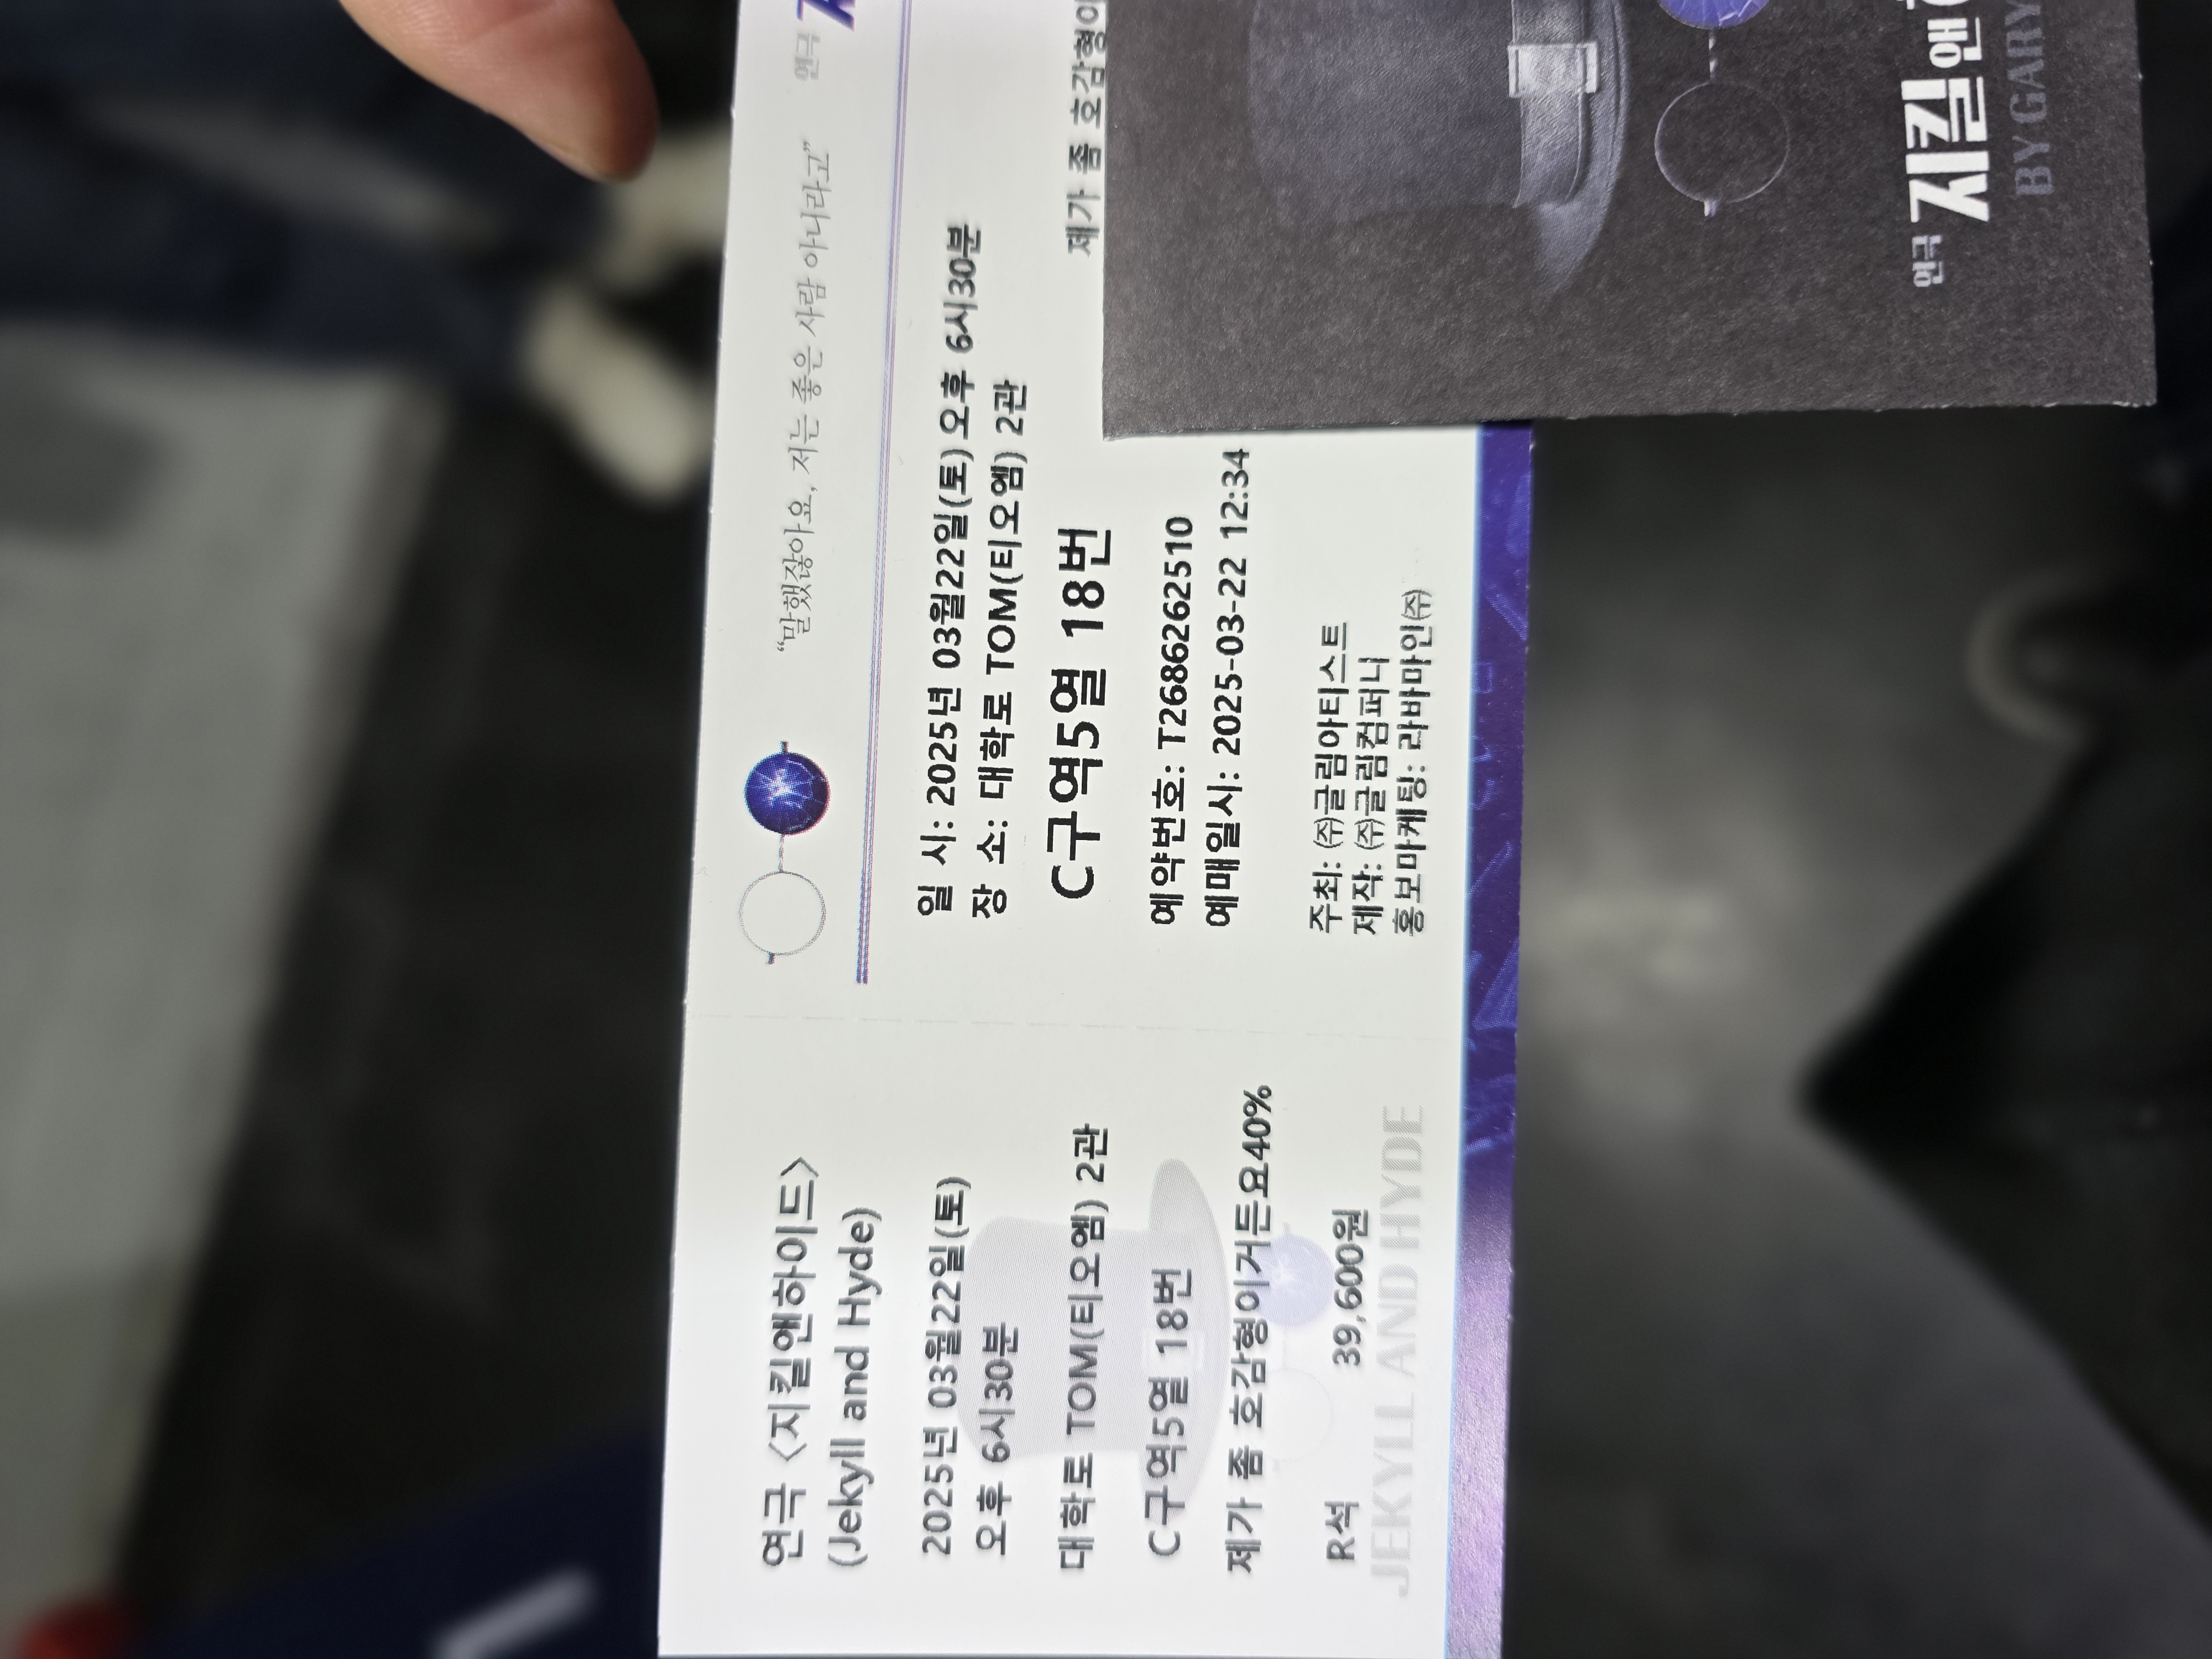 연극 〈지킬앤하이드〉
(Jekyll and Hyde)
2025년 03월22일(토)
오후 6시30분
대학로 TOM(티오엠) 2관
C구역5열 18번
제가 좀 호감형이거든요40%
R석 39,600원
JEKYLL AND HYDE
“말했잖아요, 저는 좋은 사람 아니라고”
연극
일 시: 2025년 03월22일(토) 오후 6시30분
장 소: 대학로 TOM(티오엠) 2관
C구역5열 18번
제가 좀 호감형이
예약번호: T2686262510
예매일시: 2025-03-22 12:34
주최: ㈜글림아티스트
제작: ㈜글림컴퍼니
홍보마케팅: 라바마인㈜
연극 지킬앤
BY GARY